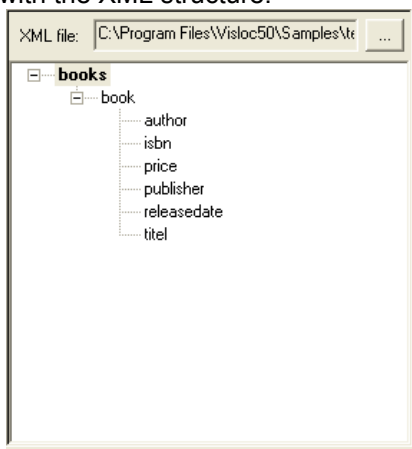 with the XML structure.
XML file: C:\Program Files\Visloc50\Samples\te ...
books
book
author
isbn
price
publisher
releasedate
titel